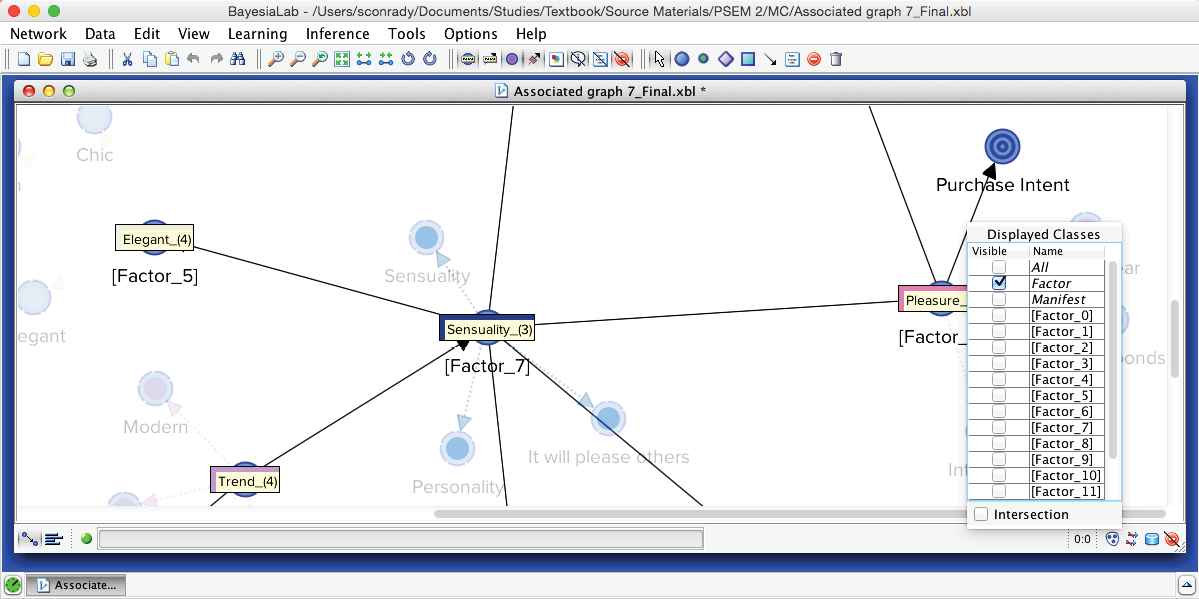 BayesiaLab - /Users/sconrady/Documents/Studies/Textbook/Source Materials/PSEM 2/MC/Associated graph 7_Final.xbl
Network Data Edit View Learning Inference Tools Options Help
Associated graph 7_Final.xbl *
Chic
Purchase Intent
Elegant_(4)
[Factor_5]
Sensuality
egant
Sensuality_(3)
[Factor_7]
Pleasure_
[Factor_
Modern
It will please others
Trend_(4)
Personality
Int
ear
ponds
Displayed Classes
Visible Name
All
Factor
Manifest
[Factor_0]
[Factor_1]
[Factor_2]
[Factor_3]
[Factor_4]
[Factor_5]
[Factor_6]
[Factor_7]
[Factor_8]
[Factor_9]
[Factor_10]
[Factor_11]
Intersection
0:0
Associate...